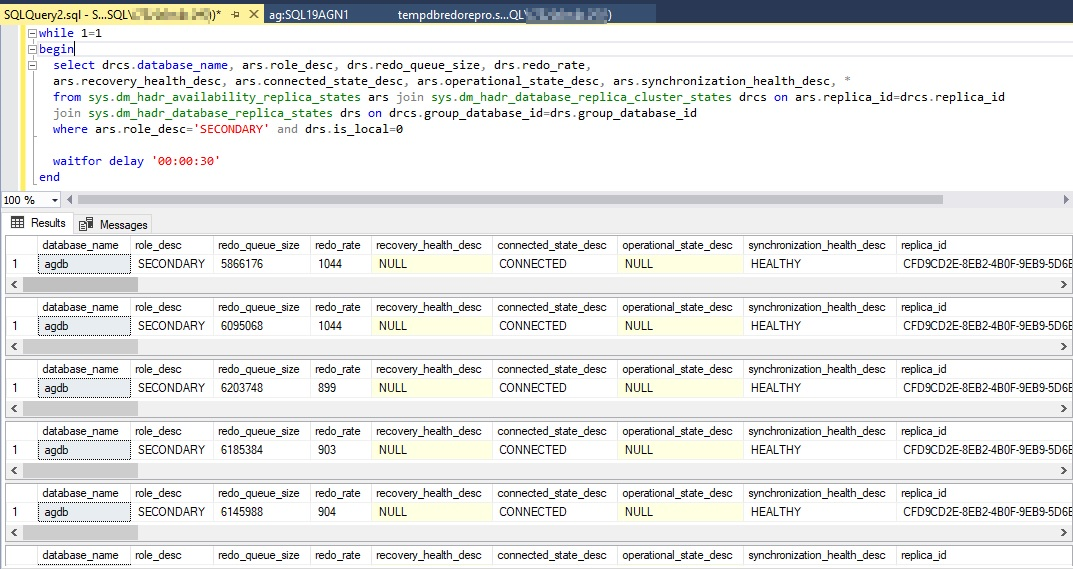 SQLQuery2.sql - S...SQL\ ))* ag:SQL19AGN1 tempdbredorepro.s...QL\ )
while 1=1
begin
select drcs.database_name, ars.role_desc, drs.redo_queue_size, drs.redo_rate,
ars.recovery_health_desc, ars.connected_state_desc, ars.operational_state_desc, ars.synchronization_health_desc, *
from sys.dm_hadr_availability_replica_states ars join sys.dm_hadr_database_replica_cluster_states drcs on ars.replica_id=drcs.replica_id
join sys.dm_hadr_database_replica_states drs on drcs.group_database_id=drs.group_database_id
where ars.role_desc='SECONDARY' and drs.is_local=0
waitfor delay '00:00:30'
end
100 %
Results Messages
database_name role_desc redo_queue_size redo_rate recovery_health_desc connected_state_desc operational_state_desc synchronization_health_desc replica_id
1 agdb SECONDARY 5866176 1044 NULL CONNECTED NULL HEALTHY CFD9CD2E-8EB2-4B0F-9EB9-5D6E
database_name role_desc redo_queue_size redo_rate recovery_health_desc connected_state_desc operational_state_desc synchronization_health_desc replica_id
1 agdb SECONDARY 6095068 1044 NULL CONNECTED NULL HEALTHY CFD9CD2E-8EB2-4B0F-9EB9-5D6E
database_name role_desc redo_queue_size redo_rate recovery_health_desc connected_state_desc operational_state_desc synchronization_health_desc replica_id
1 agdb SECONDARY 6203748 899 NULL CONNECTED NULL HEALTHY CFD9CD2E-8EB2-4B0F-9EB9-5D6E
database_name role_desc redo_queue_size redo_rate recovery_health_desc connected_state_desc operational_state_desc synchronization_health_desc replica_id
1 agdb SECONDARY 6185384 903 NULL CONNECTED NULL HEALTHY CFD9CD2E-8EB2-4B0F-9EB9-5D6E
database_name role_desc redo_queue_size redo_rate recovery_health_desc connected_state_desc operational_state_desc synchronization_health_desc replica_id
1 agdb SECONDARY 6145988 904 NULL CONNECTED NULL HEALTHY CFD9CD2E-8EB2-4B0F-9EB9-5D6E
database_name role_desc redo_queue_size redo_rate recovery_health_desc connected_state_desc operational_state_desc synchronization_health_desc replica_id